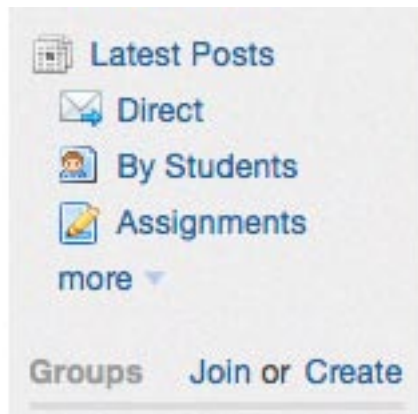 Latest Posts
Direct
By Students
Assignments
more
Groups Join or Create